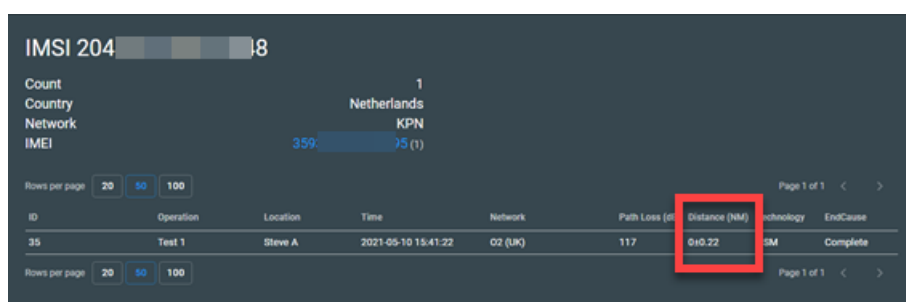 IMSI 204 48
Count 1
Country Netherlands
Network KPN
IMEI 359 95 (1)
Rows per page 20 50 100 Page 1 of 1 < >
ID Operation Location Time Network Path Loss (d Distance (NM) echnology EndCause
35 Test 1 Steve A 2021-05-10 15:41:22 O2 (UK) 117 0±0.22 SM Complete
Rows per page 20 50 100 Page 1 of 1 < >